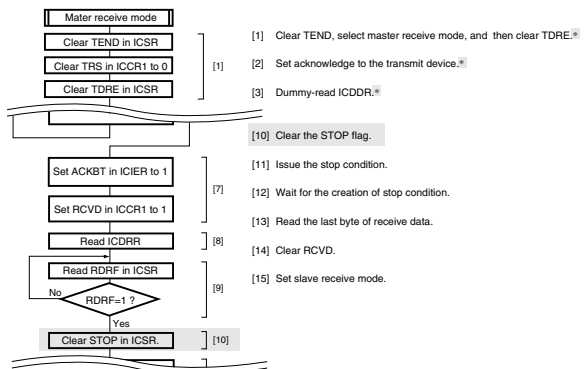 Mater receive mode
Clear TEND in ICSR
Clear TRS in ICCR1 to 0
Clear TDRE in ICSR
[1]
Set ACKBT in ICIER to 1
Set RCVD in ICCR1 to 1
[7]
Read ICDRR
[8]
Read RDRF in ICSR
No
RDRF=1 ?
[9]
Yes
Clear STOP in ICSR.
[10]
[1] Clear TEND, select master receive mode, and then clear TDRE.*
[2] Set acknowledge to the transmit device.*
[3] Dummy-read ICDDR.*
[10] Clear the STOP flag.
[11] Issue the stop condition.
[12] Wait for the creation of stop condition.
[13] Read the last byte of receive data.
[14] Clear RCVD.
[15] Set slave receive mode.